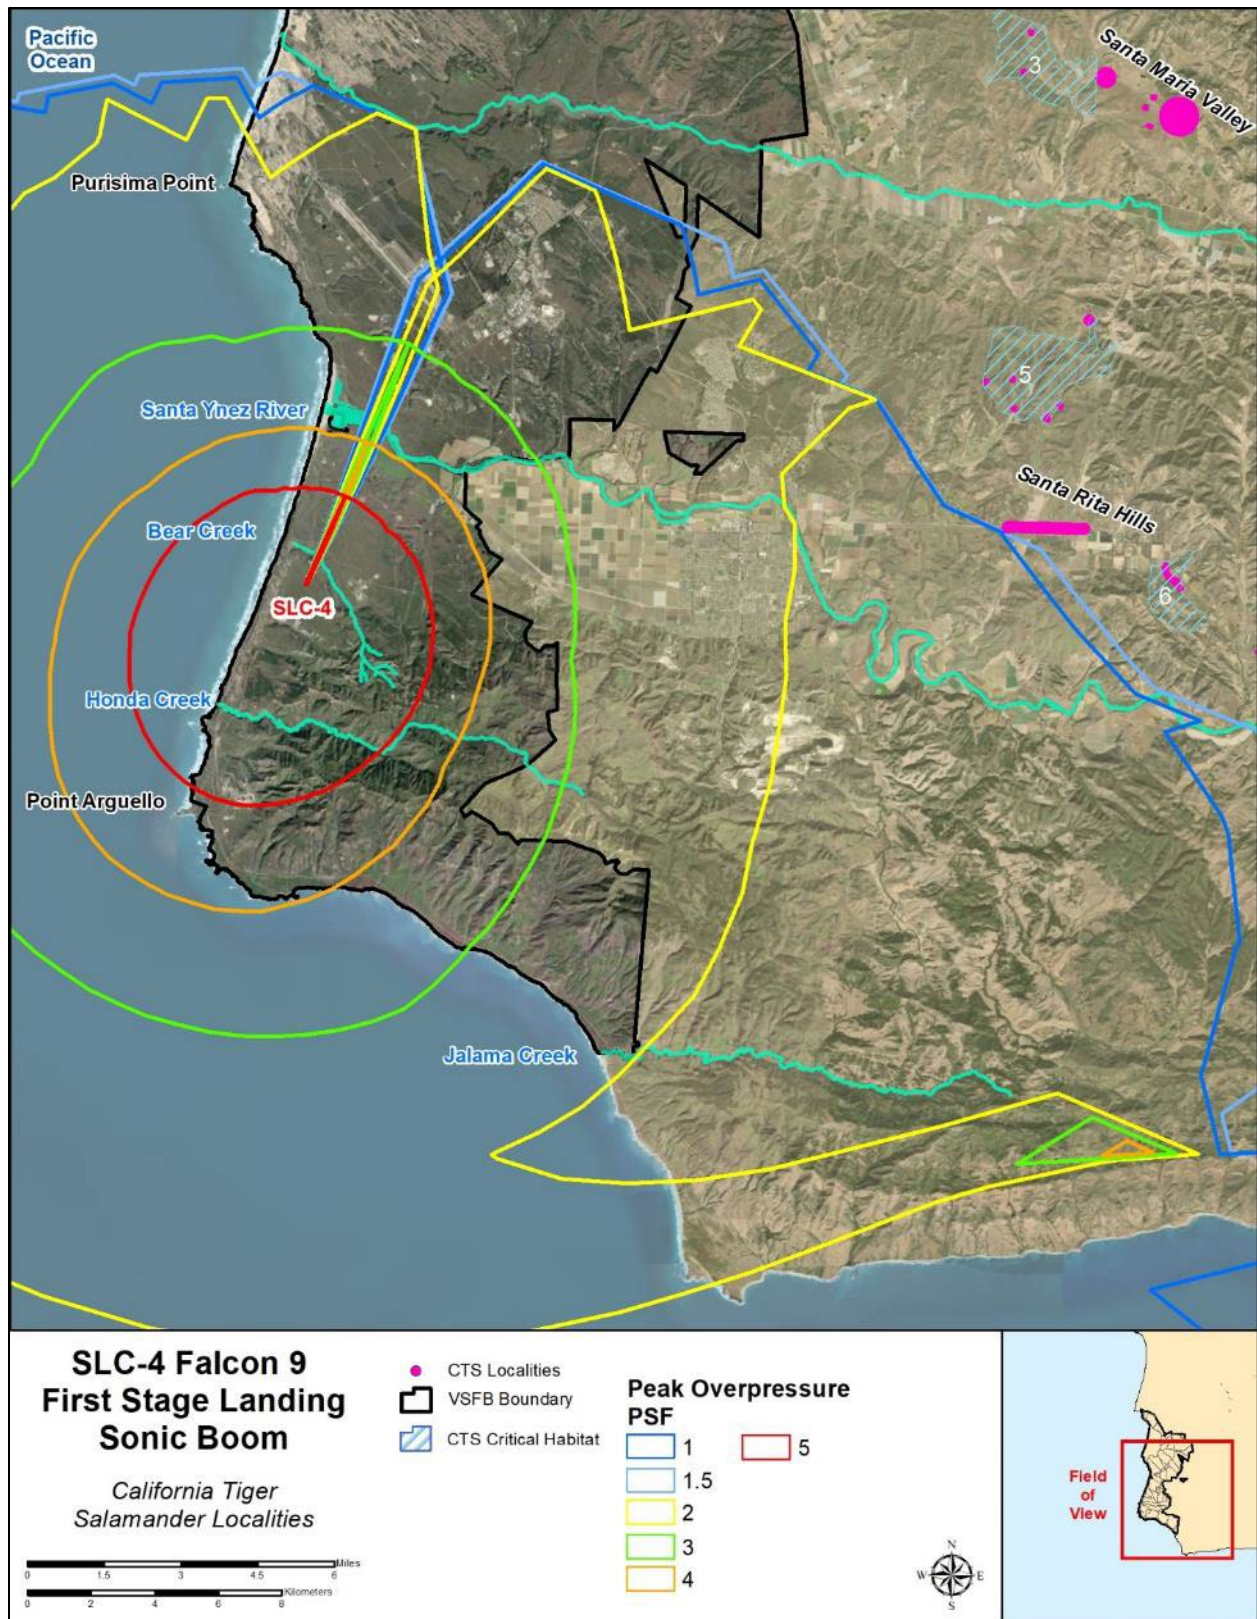 Pacific
Ocean
3
Santa Maria Valley
Purisima Point
Santa Ynez River
5
Santa Rita Hills
Bear Creek
6
SLC-4
Honda Creek
Point Arguello
Jalama Creek
SLC-4 Falcon 9
First Stage Landing
Sonic Boom
California Tiger
Salamander Localities
0 1.5 3 4.5 6 Miles
0 2 4 6 8 Kilometers
CTS Localities
VSFB Boundary
CTS Critical Habitat
Peak Overpressure
PSF
1 5
1.5
2
3
4
N
W E
S
Field
of
View